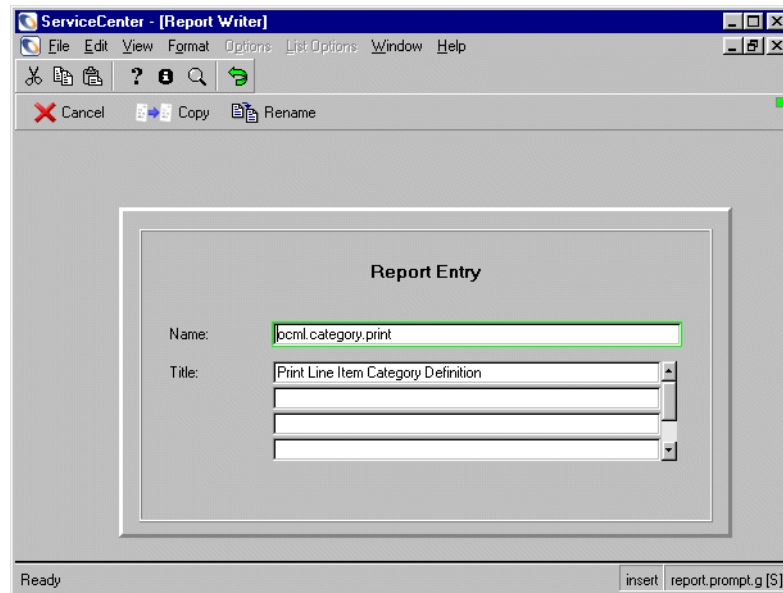 ServiceCenter - [Report Writer]
File Edit View Format Options List Options Window Help
Cancel Copy Rename
Report Entry
Name: ocml.category.print
Title: Print Line Item Category Definition
Ready insert report.prompt.g [S]